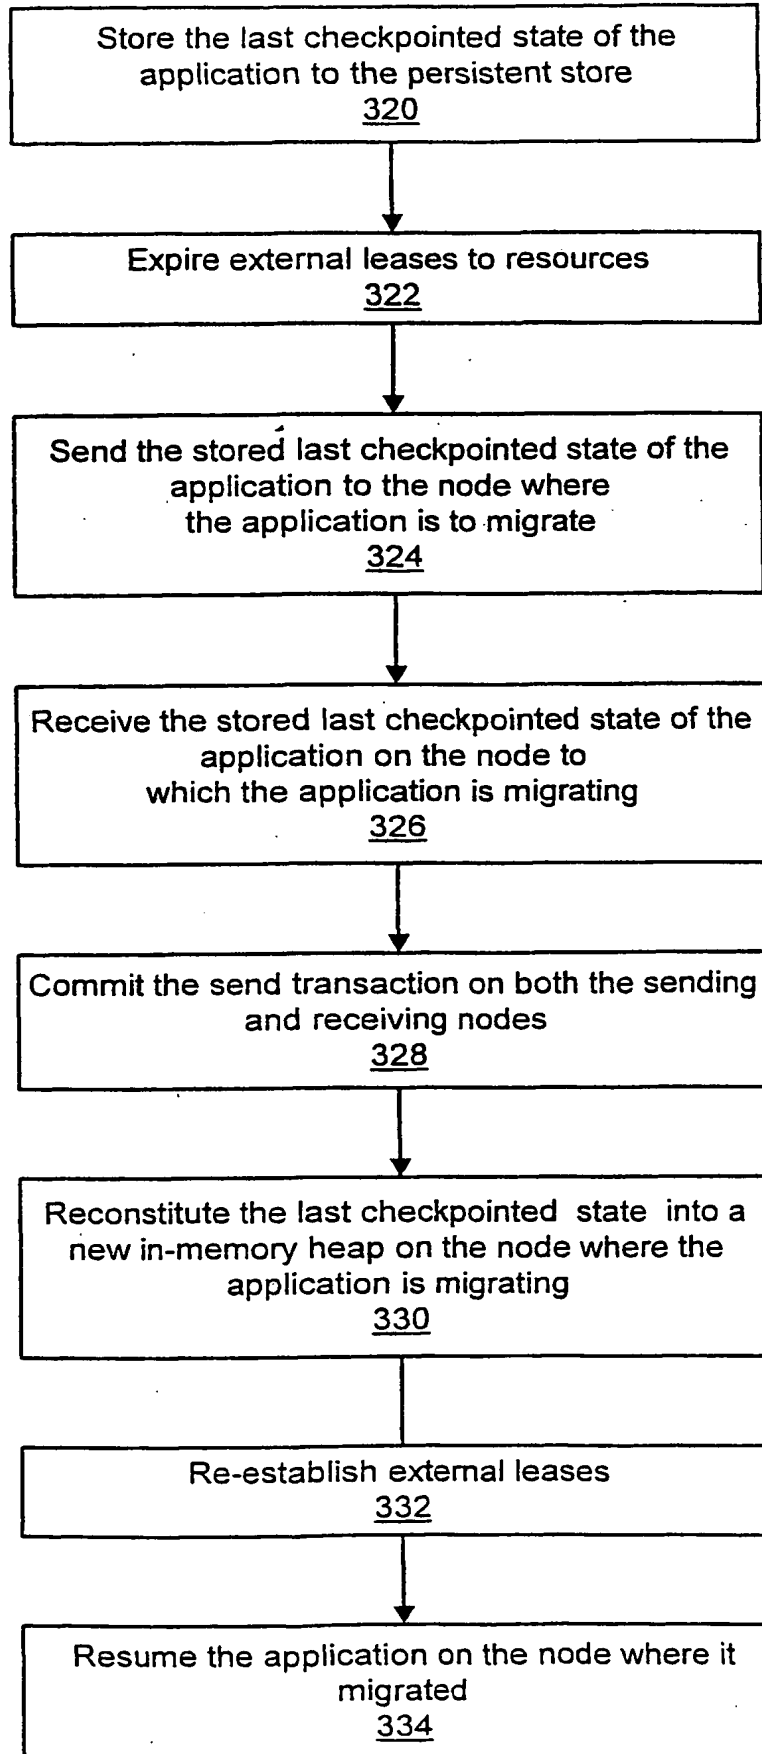 Store the last checkpointed state of the
application to the persistent store
320
Expire external leases to resources
322
Send the stored last checkpointed state of the
application to the node where
the application is to migrate
324
Receive the stored last checkpointed state of the
application on the node to
which the application is migrating
326
Commit the send transaction on both the sending
and receiving nodes
328
Reconstitute the last checkpointed state into a
new in-memory heap on the node where the
application is migrating
330
Re-establish external leases
332
Resume the application on the node where it
migrated
334